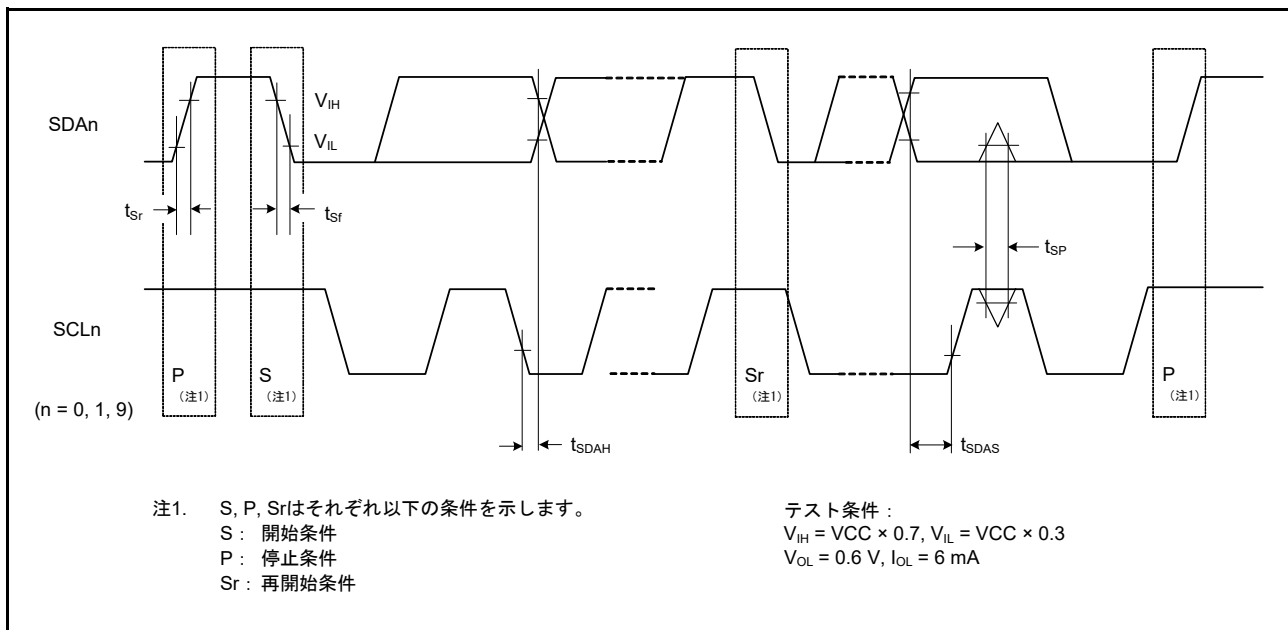 SDAn
V_IH
V_IL
t_Sr
t_Sf
t_SP
SCLn
P
(注1)
S
(注1)
Sr
(注1)
P
(注1)
(n = 0, 1, 9)
t_SDAH
t_SDAS
注1. S, P, Srはそれぞれ以下の条件を示します。
S : 開始条件
P : 停止条件
Sr : 再開始条件
テスト条件 :
V_IH = VCC × 0.7, V_IL = VCC × 0.3
V_OL = 0.6 V, I_OL = 6 mA